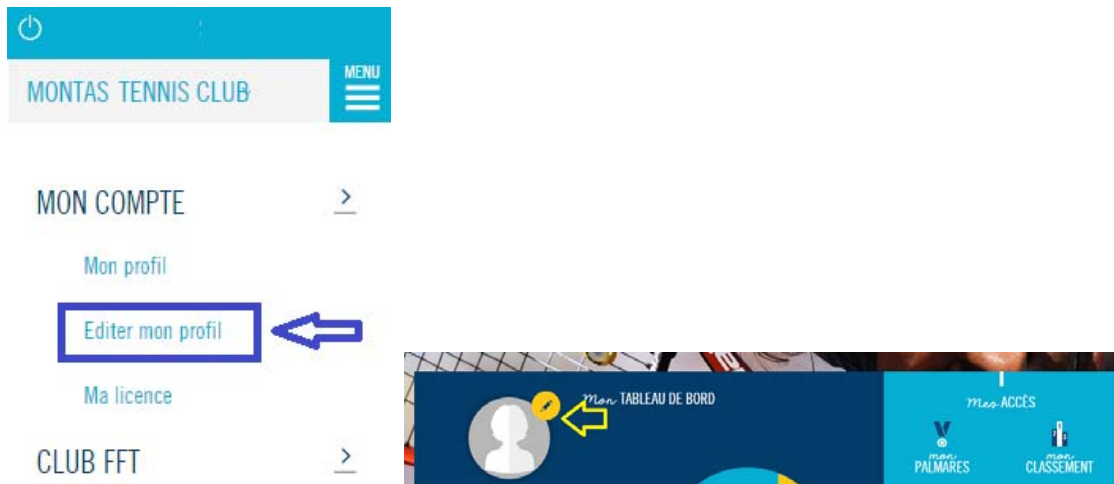 MENU
MONTAS TENNIS CLUB
MON COMPTE >
Mon profil
Editer mon profil
Ma licence
CLUB FFT >
Mon TABLEAU DE BORD
Mes ACCÈS
mon
PALMARES
mon
CLASSEMENT